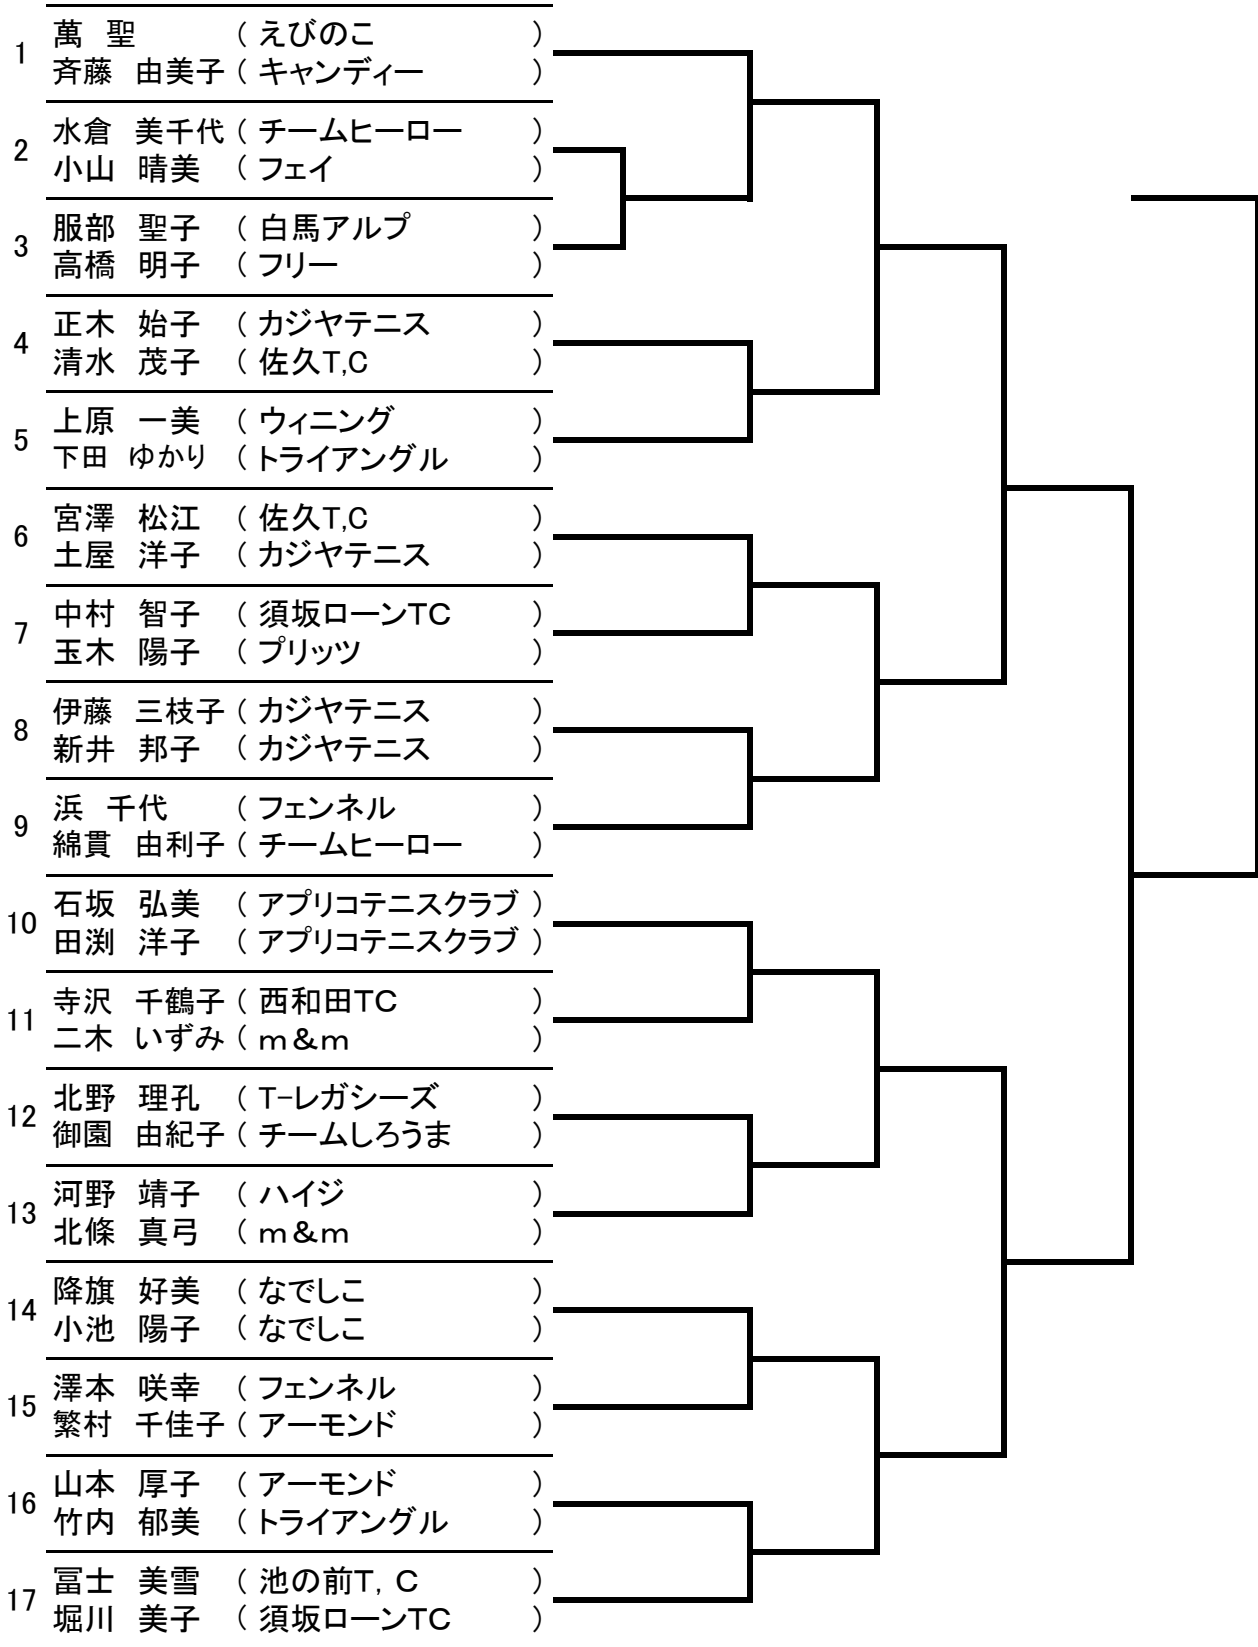 1 萬 聖 ( えびのこ )
斉藤 由美子 ( キャンディー )
2 水倉 美千代 ( チームヒーロー )
小山 晴美 ( フェイ )
3 服部 聖子 ( 白馬アルプ )
高橋 明子 ( フリー )
4 正木 始子 ( カジヤテニス )
清水 茂子 ( 佐久T,C )
5 上原 一美 ( ウィニング )
下田 ゆかり ( トライアングル )
6 宮澤 松江 ( 佐久T,C )
土屋 洋子 ( カジヤテニス )
7 中村 智子 ( 須坂ローンTC )
玉木 陽子 ( プリッツ )
8 伊藤 三枝子 ( カジヤテニス )
新井 邦子 ( カジヤテニス )
9 浜 千代 ( フェンネル )
綿貫 由利子 ( チームヒーロー )
10 石坂 弘美 ( アプリコテニスクラブ )
田渕 洋子 ( アプリコテニスクラブ )
11 寺沢 千鶴子 ( 西和田TC )
二木 いずみ ( m&m )
12 北野 理孔 ( T-レガシーズ )
御園 由紀子 ( チームしろうま )
13 河野 靖子 ( ハイジ )
北條 真弓 ( m&m )
14 降旗 好美 ( なでしこ )
小池 陽子 ( なでしこ )
15 澤本 咲幸 ( フェンネル )
繁村 千佳子 ( アーモンド )
16 山本 厚子 ( アーモンド )
竹内 郁美 ( トライアングル )
17 冨士 美雪 ( 池の前T, C )
堀川 美子 ( 須坂ローンTC )